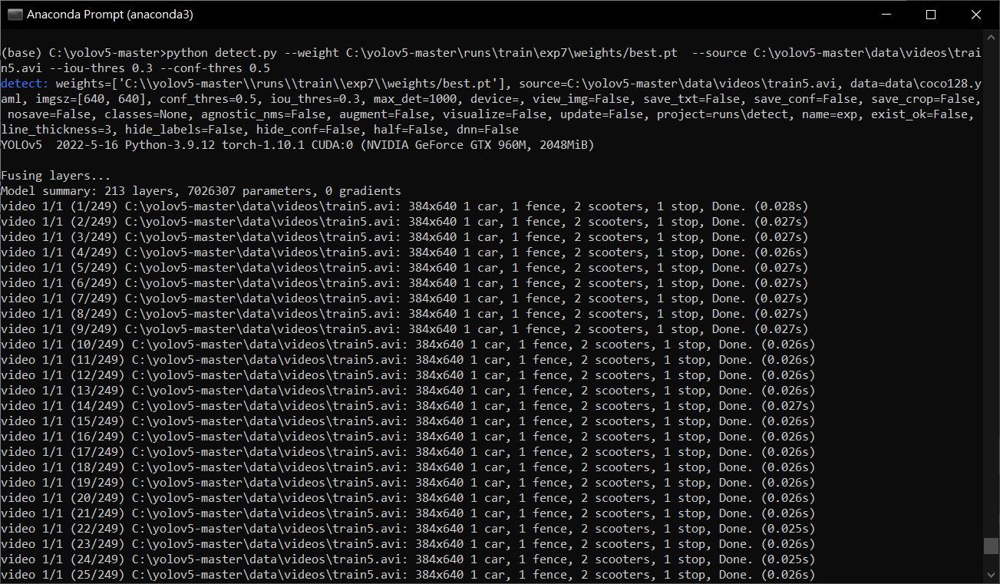 Anaconda Prompt (anaconda3)
(base) C:\yolov5-master>python detect.py --weight C:\yolov5-master\runs\train\exp7\weights/best.pt  --source C:\yolov5-master\data\videos\trai
n5.avi --iou-thres 0.3 --conf-thres 0.5
detect: weights=['C:\\yolov5-master\\runs\\train\\exp7\\weights/best.pt'], source=C:\yolov5-master\data\videos\train5.avi, data=data\coco128.y
aml, imgsz=[640, 640], conf_thres=0.5, iou_thres=0.3, max_det=1000, device=, view_img=False, save_txt=False, save_conf=False, save_crop=False,
 nosave=False, classes=None, agnostic_nms=False, augment=False, visualize=False, update=False, project=runs\detect, name=exp, exist_ok=False,
line_thickness=3, hide_labels=False, hide_conf=False, half=False, dnn=False
YOLOv5  2022-5-16 Python-3.9.12 torch-1.10.1 CUDA:0 (NVIDIA GeForce GTX 960M, 2048MiB)
Fusing layers...
Model summary: 213 layers, 7026307 parameters, 0 gradients
video 1/1 (1/249) C:\yolov5-master\data\videos\train5.avi: 384x640 1 car, 1 fence, 2 scooters, 1 stop, Done. (0.028s)
video 1/1 (2/249) C:\yolov5-master\data\videos\train5.avi: 384x640 1 car, 1 fence, 2 scooters, 1 stop, Done. (0.027s)
video 1/1 (3/249) C:\yolov5-master\data\videos\train5.avi: 384x640 1 car, 1 fence, 2 scooters, 1 stop, Done. (0.027s)
video 1/1 (4/249) C:\yolov5-master\data\videos\train5.avi: 384x640 1 car, 1 fence, 2 scooters, 1 stop, Done. (0.026s)
video 1/1 (5/249) C:\yolov5-master\data\videos\train5.avi: 384x640 1 car, 1 fence, 2 scooters, 1 stop, Done. (0.027s)
video 1/1 (6/249) C:\yolov5-master\data\videos\train5.avi: 384x640 1 car, 1 fence, 2 scooters, 1 stop, Done. (0.027s)
video 1/1 (7/249) C:\yolov5-master\data\videos\train5.avi: 384x640 1 car, 1 fence, 2 scooters, 1 stop, Done. (0.027s)
video 1/1 (8/249) C:\yolov5-master\data\videos\train5.avi: 384x640 1 car, 1 fence, 2 scooters, 1 stop, Done. (0.027s)
video 1/1 (9/249) C:\yolov5-master\data\videos\train5.avi: 384x640 1 car, 1 fence, 2 scooters, 1 stop, Done. (0.027s)
video 1/1 (10/249) C:\yolov5-master\data\videos\train5.avi: 384x640 1 car, 1 fence, 2 scooters, 1 stop, Done. (0.026s)
video 1/1 (11/249) C:\yolov5-master\data\videos\train5.avi: 384x640 1 car, 1 fence, 2 scooters, 1 stop, Done. (0.026s)
video 1/1 (12/249) C:\yolov5-master\data\videos\train5.avi: 384x640 1 car, 1 fence, 2 scooters, 1 stop, Done. (0.026s)
video 1/1 (13/249) C:\yolov5-master\data\videos\train5.avi: 384x640 1 car, 1 fence, 2 scooters, 1 stop, Done. (0.026s)
video 1/1 (14/249) C:\yolov5-master\data\videos\train5.avi: 384x640 1 car, 1 fence, 2 scooters, 1 stop, Done. (0.027s)
video 1/1 (15/249) C:\yolov5-master\data\videos\train5.avi: 384x640 1 car, 1 fence, 2 scooters, 1 stop, Done. (0.026s)
video 1/1 (16/249) C:\yolov5-master\data\videos\train5.avi: 384x640 1 car, 1 fence, 2 scooters, 1 stop, Done. (0.026s)
video 1/1 (17/249) C:\yolov5-master\data\videos\train5.avi: 384x640 1 car, 1 fence, 2 scooters, 1 stop, Done. (0.026s)
video 1/1 (18/249) C:\yolov5-master\data\videos\train5.avi: 384x640 1 car, 1 fence, 2 scooters, 1 stop, Done. (0.026s)
video 1/1 (19/249) C:\yolov5-master\data\videos\train5.avi: 384x640 1 car, 1 fence, 2 scooters, 1 stop, Done. (0.026s)
video 1/1 (20/249) C:\yolov5-master\data\videos\train5.avi: 384x640 1 car, 1 fence, 2 scooters, 1 stop, Done. (0.026s)
video 1/1 (21/249) C:\yolov5-master\data\videos\train5.avi: 384x640 1 car, 1 fence, 2 scooters, 1 stop, Done. (0.026s)
video 1/1 (22/249) C:\yolov5-master\data\videos\train5.avi: 384x640 1 car, 1 fence, 2 scooters, 1 stop, Done. (0.025s)
video 1/1 (23/249) C:\yolov5-master\data\videos\train5.avi: 384x640 1 car, 1 fence, 2 scooters, 1 stop, Done. (0.026s)
video 1/1 (24/249) C:\yolov5-master\data\videos\train5.avi: 384x640 1 car, 1 fence, 2 scooters, 1 stop, Done. (0.025s)
video 1/1 (25/249) C:\yolov5-master\data\videos\train5.avi: 384x640 1 car, 1 fence, 2 scooters, 1 stop, Done. (0.026s)